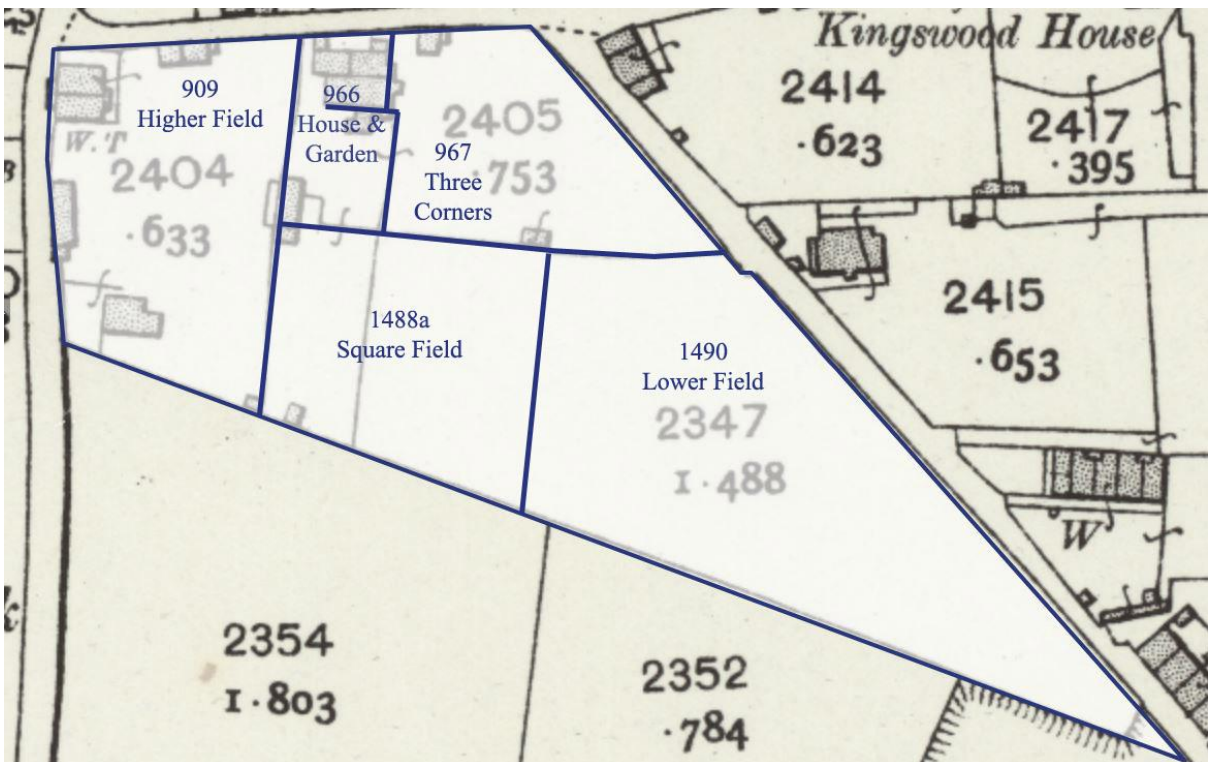 Kingswood House
2414
.623
2417
.395
909
Higher Field
966
House &
Garden
2405
.753
967
Three
Corners
W.T
2404
.633
2415
.653
1488a
Square Field
1490
Lower Field
2347
1.488
W
2354
1.803
2352
.784